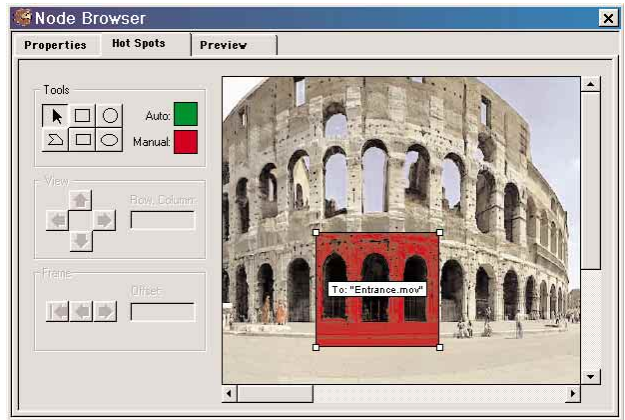 Node Browser
Properties Hot Spots Preview
Tools
Auto:
Manual:
View
Row, Column:
Frame
Offset:
To: "Entrance.mov"